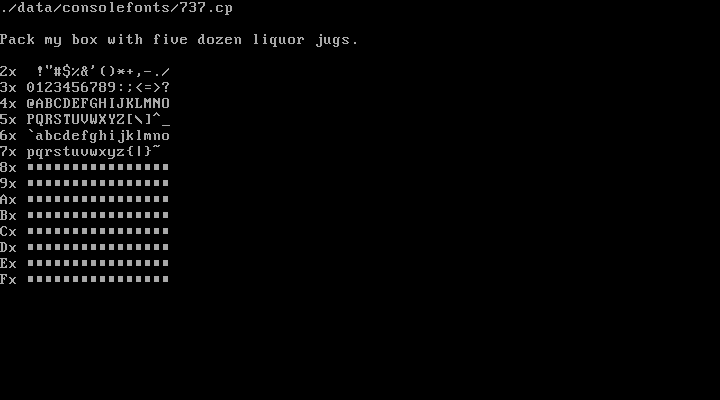 ./data/consolefonts/737.cp
Pack my box with five dozen liquor jugs.
2x  !"#$%&'()*+,-./
3x 0123456789:;<=>?
4x @ABCDEFGHIJKLMNO
5x PQRSTUVWXYZ[\]^_
6x `abcdefghijklmno
7x pqrstuvwxyz{|}~
8x ∎∎∎∎∎∎∎∎∎∎∎∎∎∎∎∎
9x ∎∎∎∎∎∎∎∎∎∎∎∎∎∎∎∎
Ax ∎∎∎∎∎∎∎∎∎∎∎∎∎∎∎∎
Bx ∎∎∎∎∎∎∎∎∎∎∎∎∎∎∎∎
Cx ∎∎∎∎∎∎∎∎∎∎∎∎∎∎∎∎
Dx ∎∎∎∎∎∎∎∎∎∎∎∎∎∎∎∎
Ex ∎∎∎∎∎∎∎∎∎∎∎∎∎∎∎∎
Fx ∎∎∎∎∎∎∎∎∎∎∎∎∎∎∎∎